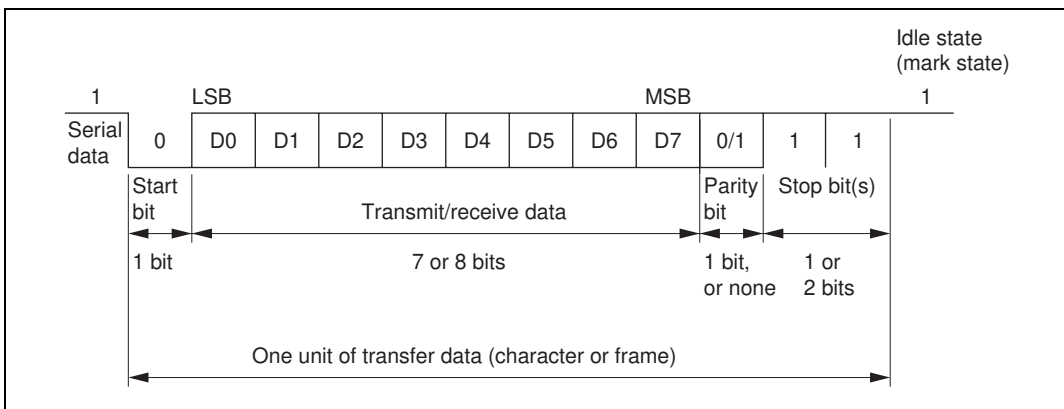 Idle state
(mark state)
1 LSB MSB 1
Serial
data
0 D0 D1 D2 D3 D4 D5 D6 D7 0/1 1 1
Start
bit
Transmit/receive data
Parity
bit
Stop bit(s)
1 bit
7 or 8 bits
1 bit,
or none
1 or
2 bits
One unit of transfer data (character or frame)